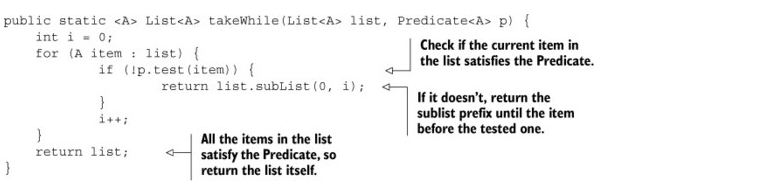 public static <A> List<A> takeWhile(List<A> list, Predicate<A> p) {
int i = 0;
for (A item : list) {
if (!p.test(item)) {
return list.subList(0, i);
}
i++;
}
return list;
}
Check if the current item in
the list satisfies the Predicate.
If it doesn't, return the
sublist prefix until the item
before the tested one.
All the items in the list
satisfy the Predicate, so
return the list itself.